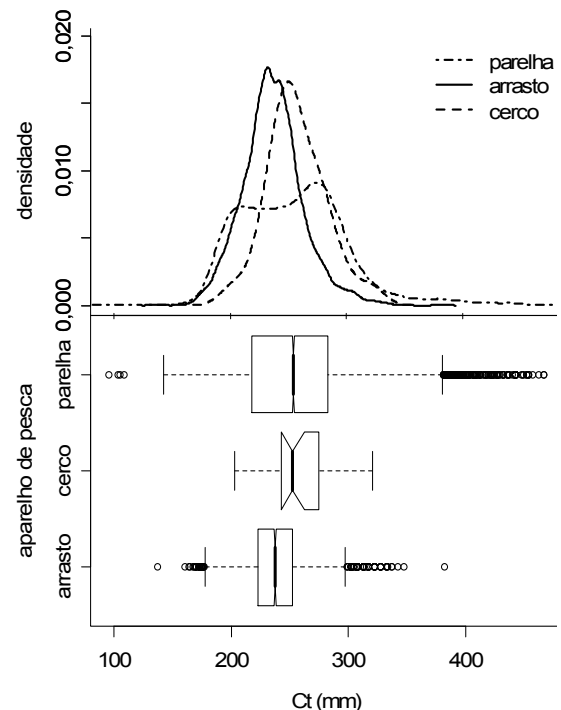 0,020
0,010
0,000
densidade
parelha
arrasto
cerco
parelha
cerco
arrasto
aparelho de pesca
100 200 300 400
Ct (mm)